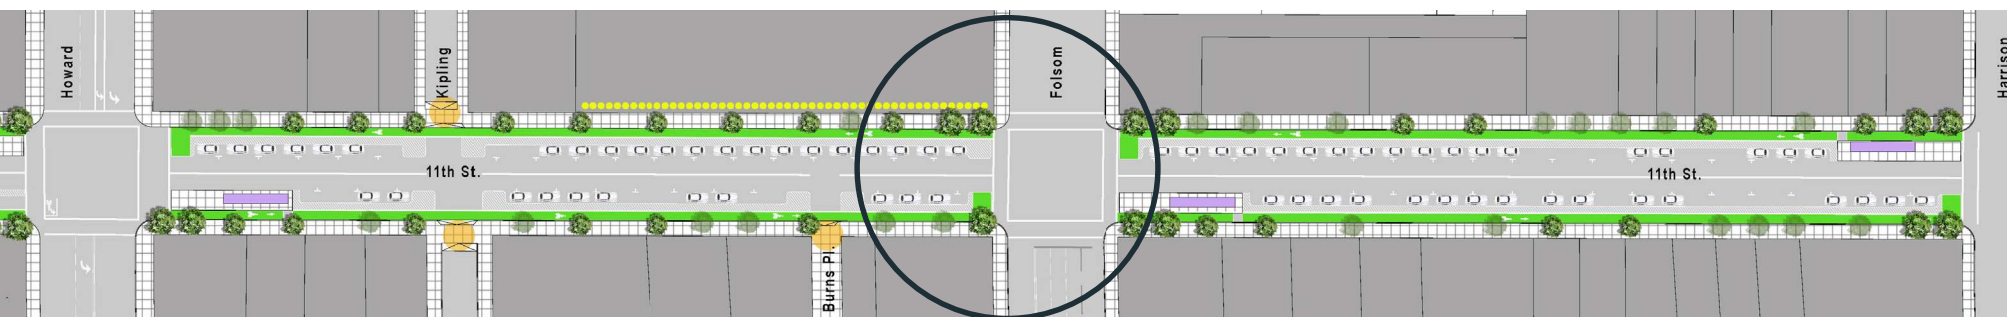 Howard
Kipling
Folsom
Harrison
11th St.
11th St.
Burns Pl.